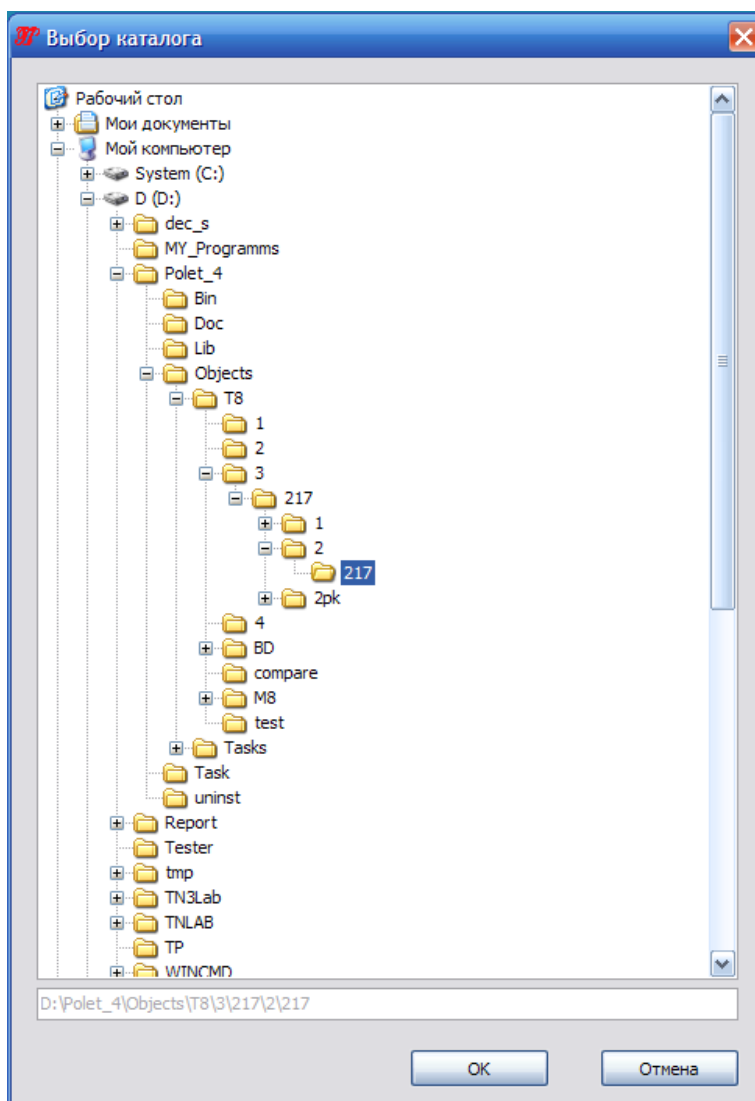 Выбор каталога
Рабочий стол
Мои документы
Мой компьютер
System (C:)
D (D:)
dec_s
MY_Programms
Polet_4
Bin
Doc
Lib
Objects
T8
1
2
3
217
1
2
217
2pk
4
BD
compare
M8
test
Tasks
Task
uninst
Report
Tester
tmp
TN3Lab
TNLAB
TP
WINCMD
D:\Polet_4\Objects\T8\3\217\2\217
OK Отмена